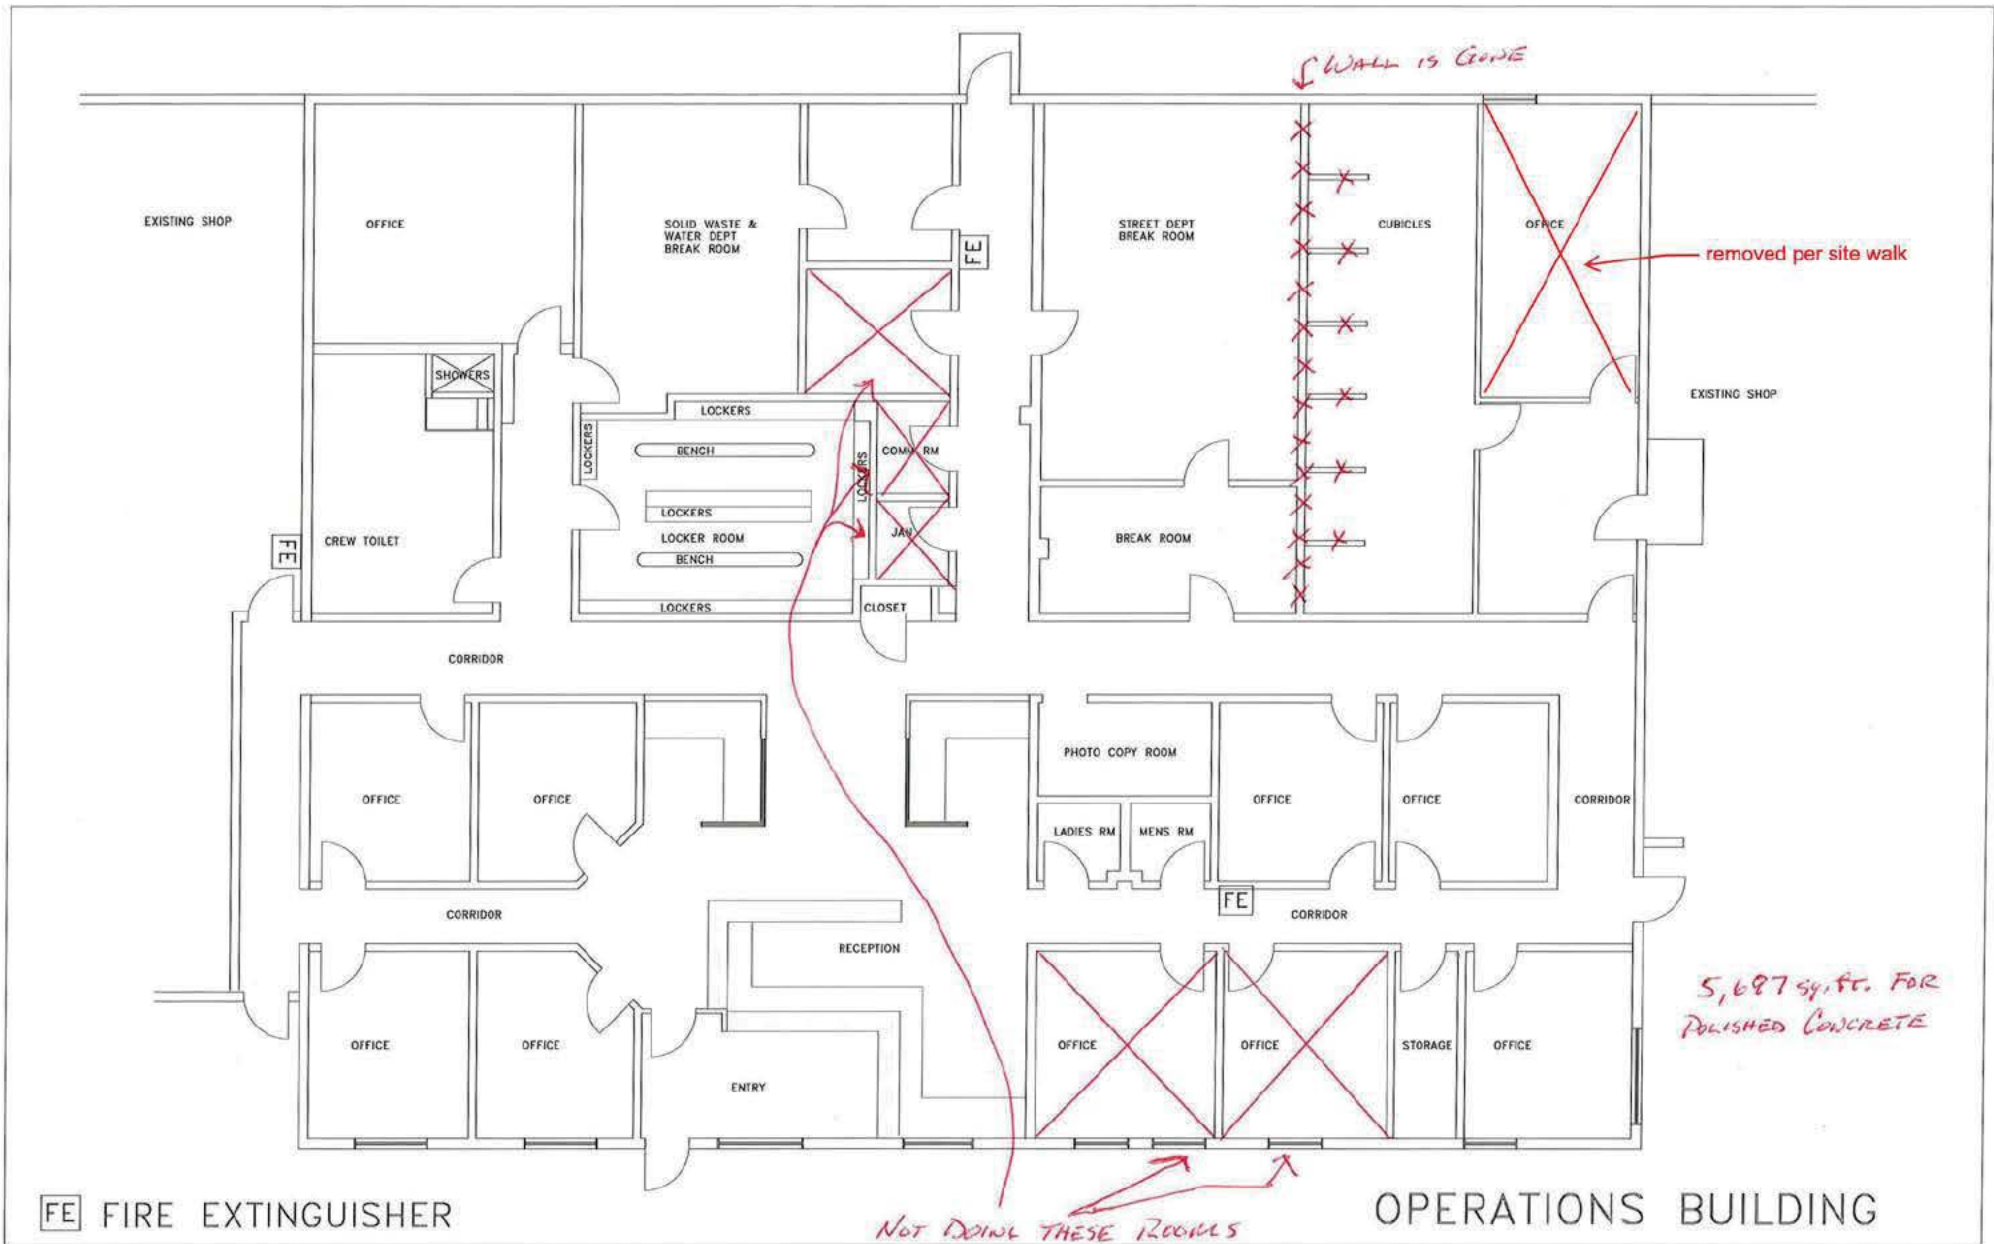 WALL IS GONE
EXISTING SHOP
OFFICE
SOLID WASTE &
WATER DEPT
BREAK ROOM
FE
STREET DEPT
BREAK ROOM
CUBICLES
OFFICE
removed per site walk
SHOWERS
EXISTING SHOP
LOCKERS
LOCKERS
BENCH
LOCKERS
COMM RM
LOCKERS
LOCKER ROOM
BENCH
JAN
BREAK ROOM
CREW TOILET
FE
LOCKERS
CLOSET
CORRIDOR
PHOTO COPY ROOM
OFFICE
OFFICE
OFFICE
OFFICE
CORRIDOR
LADIES RM
MENS RM
FE
CORRIDOR
CORRIDOR
RECEPTION
5,687 sq. ft. FOR
POLISHED CONCRETE
OFFICE
OFFICE
OFFICE
OFFICE
STORAGE
OFFICE
ENTRY
FE FIRE EXTINGUISHER
NOT DOING THESE ROOMS
OPERATIONS BUILDING